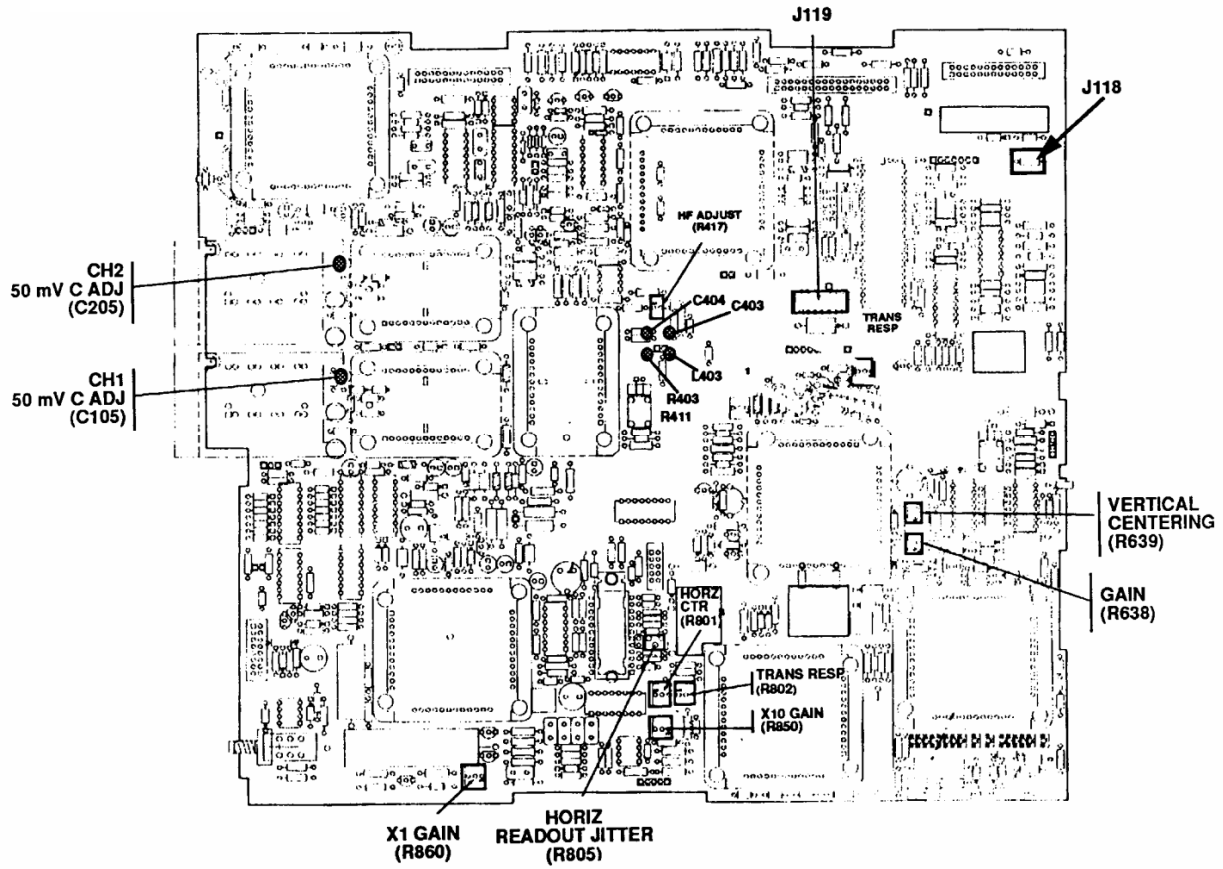 J119
J118
HF ADJUST
(R417)
CH2
50 mV C ADJ
(C205)
C404
C403
TRANS
RESP
L403
R403
R411
CH1
50 mV C ADJ
(C105)
1
VERTICAL
CENTERING
(R639)
GAIN
(R638)
HORZ
CTR
(R801)
TRANS RESP
(R802)
X10 GAIN
(R850)
X1 GAIN
(R860)
HORIZ
READOUT JITTER
(R805)